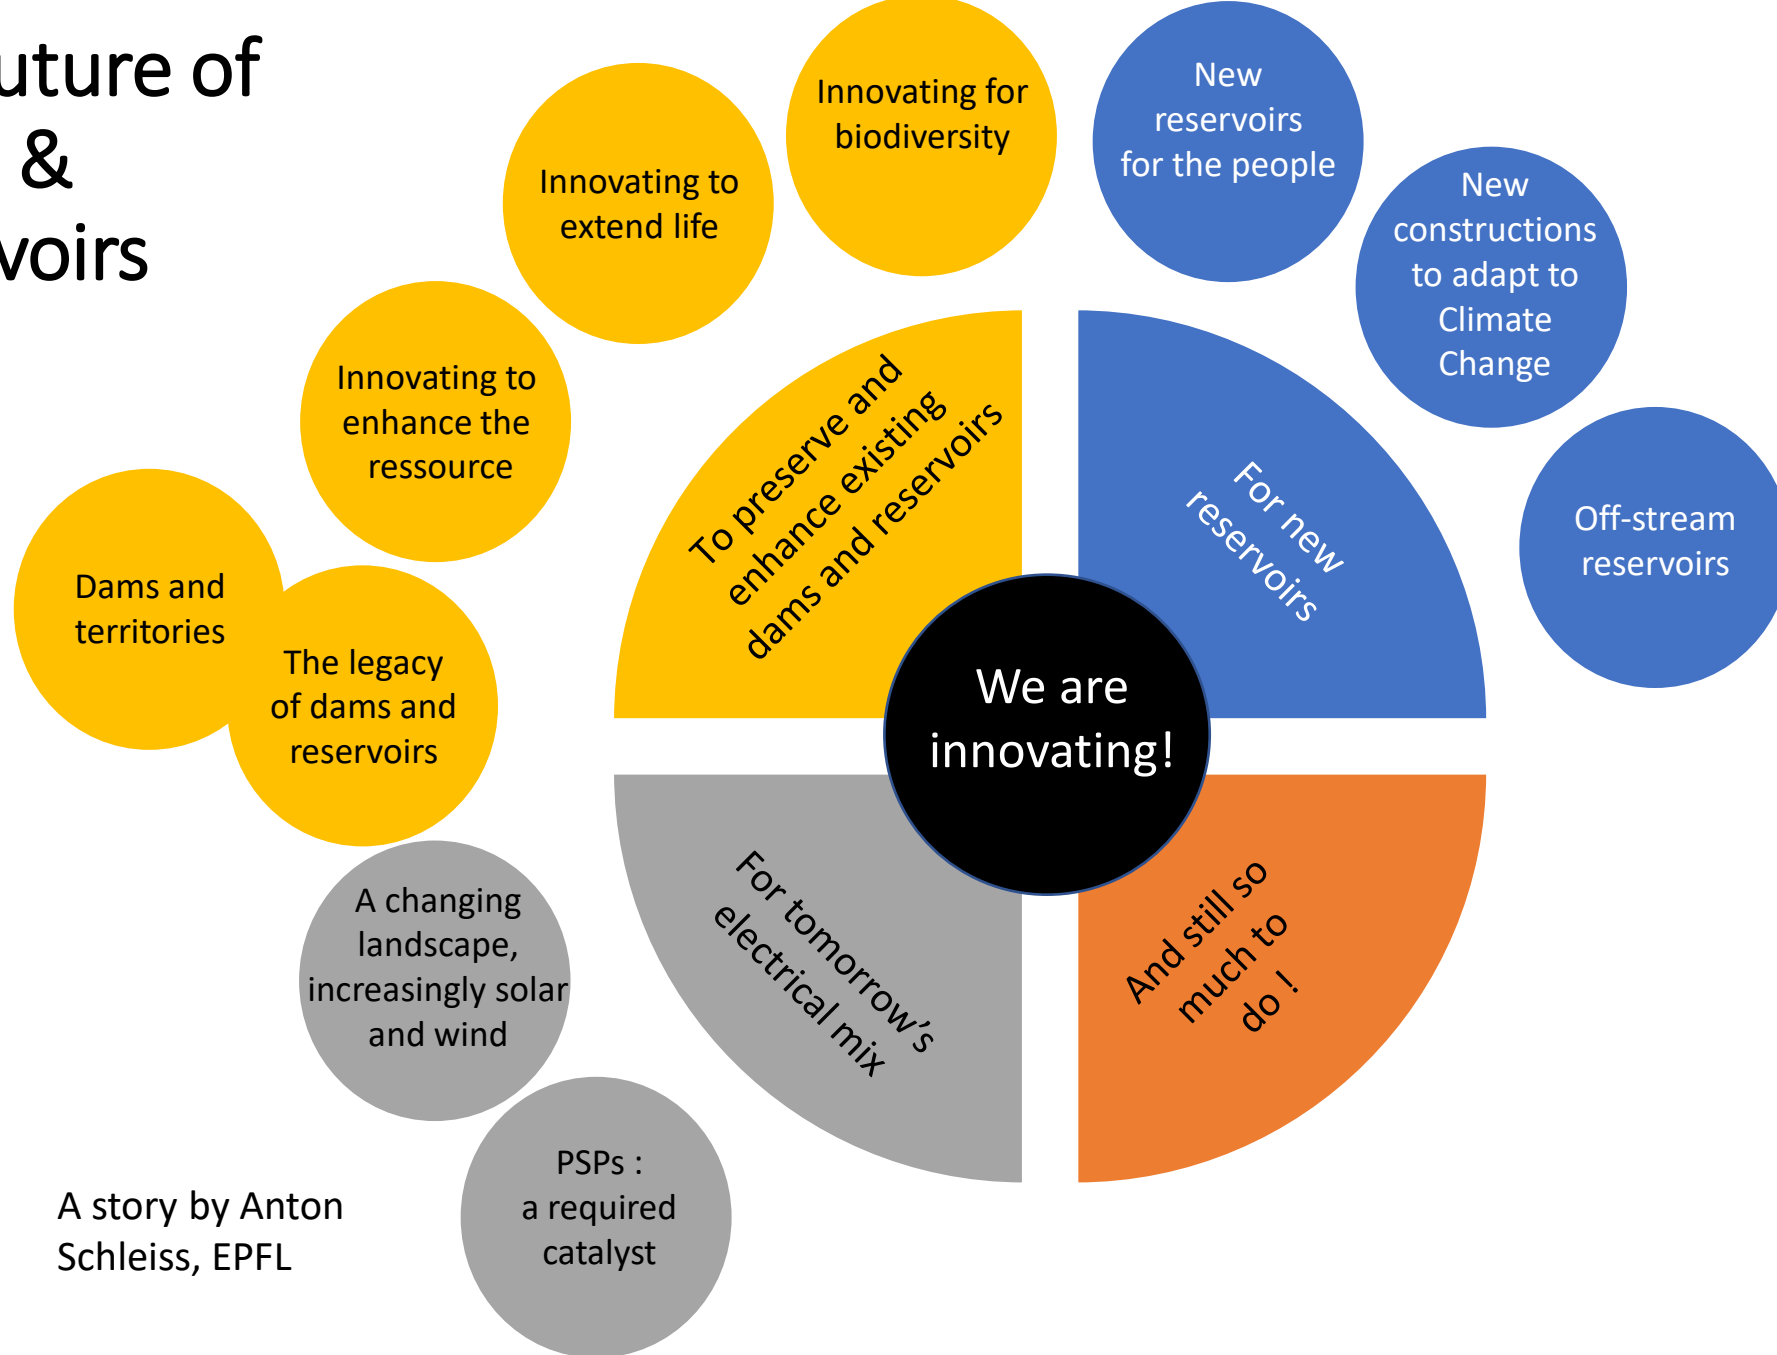 uture of
&
voirs
Innovating for
biodiversity
New
reservoirs
for the people
Innovating to
extend life
New
constructions
to adapt to
Climate
Change
Innovating to
enhance the
ressource
Off-stream
reservoirs
Dams and
territories
The legacy
of dams and
reservoirs
To preserve and
enhance existing
dams and reservoirs
For new
reservoirs
We are
innovating!
For tomorrow’s
electrical mix
And still so
much to
do !
A changing
landscape,
increasingly solar
and wind
PSPs :
a required
catalyst
A story by Anton
Schleiss, EPFL